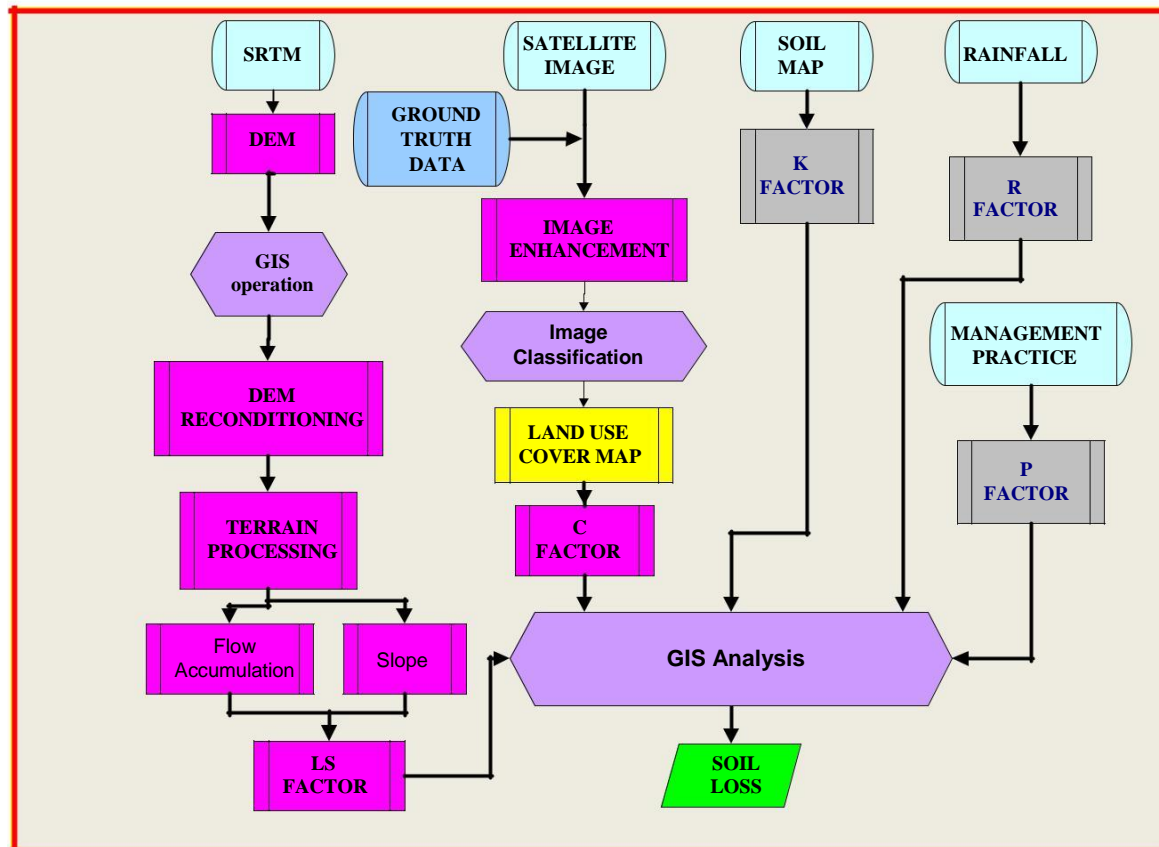 SRTM
SATELLITE
IMAGE
SOIL
MAP
RAINFALL
GROUND
TRUTH
DATA
DEM
K
FACTOR
R
FACTOR
IMAGE
ENHANCEMENT
GIS
operation
Image
Classification
MANAGEMENT
PRACTICE
DEM
RECONDITIONING
LAND USE
COVER MAP
P
FACTOR
TERRAIN
PROCESSING
C
FACTOR
Flow
Accumulation
Slope
GIS Analysis
LS
FACTOR
SOIL
LOSS